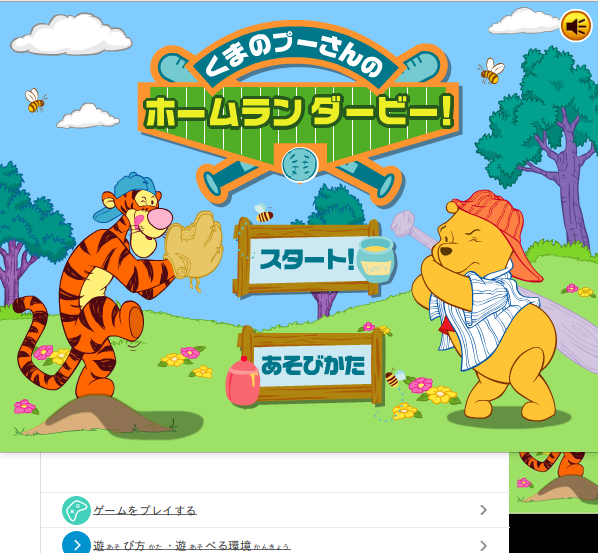 くまのプーさんの
ホームランダービー!
スタート!
HUNNY
あそびかた
ゲームをプレイする
遊あそび方かた・遊あそべる環境かんきょう